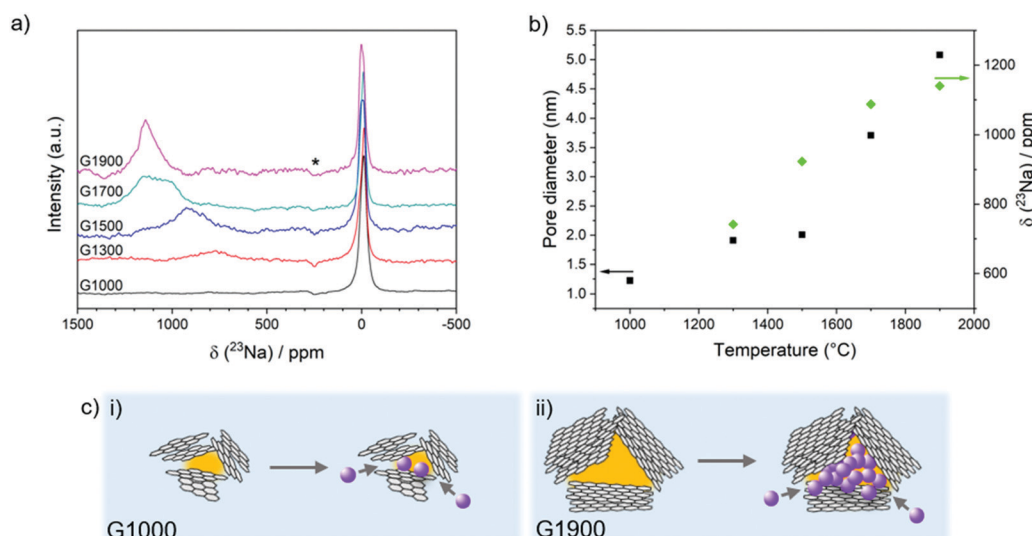 a)
Intensity (a.u.)
G1900
G1700
G1500
G1300
G1000
*
1500 1000 500 0 -500
δ (²³Na) / ppm
b)
Pore diameter (nm)
5.5
5.0
4.5
4.0
3.5
3.0
2.5
2.0
1.5
1.0
1200
1000
800
600
δ (²³Na) / ppm
1000 1200 1400 1600 1800 2000
Temperature (°C)
c) i)
G1000
ii)
G1900